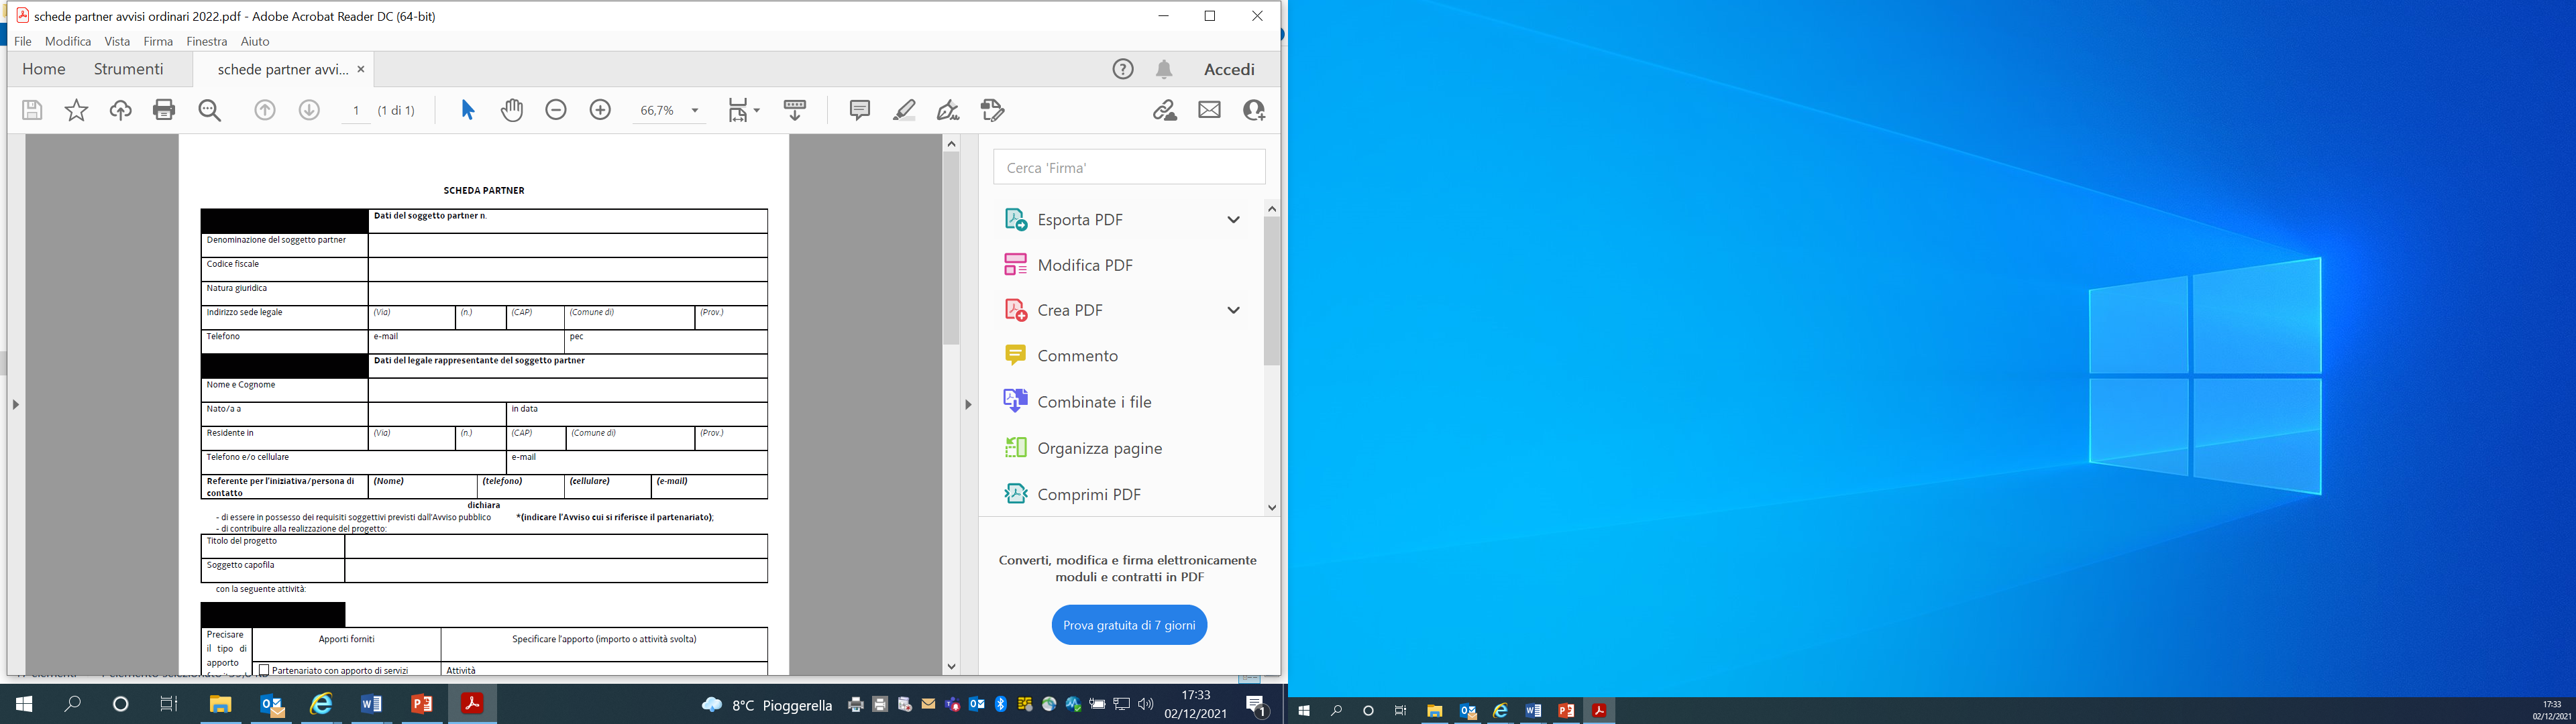 schede partner avvisi ordinari 2022.pdf - Adobe Acrobat Reader DC (64-bit)
File Modifica Vista Firma Finestra Aiuto
Home Strumenti schede partner avvi... × Accedi
1 (1 di 1) 66,7%
SCHEDA PARTNER
Dati del soggetto partner n.
Denominazione del soggetto partner
Codice fiscale
Natura giuridica
Indirizzo sede legale (Via) (n.) (CAP) (Comune di) (Prov.)
Telefono e-mail pec
Dati del legale rappresentante del soggetto partner
Nome e Cognome
Nato/a a in data
Residente in (Via) (n.) (CAP) (Comune di) (Prov.)
Telefono e/o cellulare e-mail
Referente per l'iniziativa/persona di contatto (Nome) (telefono) (cellulare) (e-mail)
dichiara
- di essere in possesso dei requisiti soggettivi previsti dall'Avviso pubblico *(indicare l'Avviso cui si riferisce il partenariato);
- di contribuire alla realizzazione del progetto:
Titolo del progetto
Soggetto capofila
con la seguente attività:
Precisare il tipo di apporto
Apporti forniti Specificare l'apporto (importo o attività svolta)
Partenariato con apporto di servizi Attività
Cerca 'Firma'
Esporta PDF
Modifica PDF
Crea PDF
Commento
Combinate i file
Organizza pagine
Comprimi PDF
Converti, modifica e firma elettronicamente
moduli e contratti in PDF
Prova gratuita di 7 giorni
8°C Pioggerella
17:33
02/12/2021
1
17:33
02/12/2021